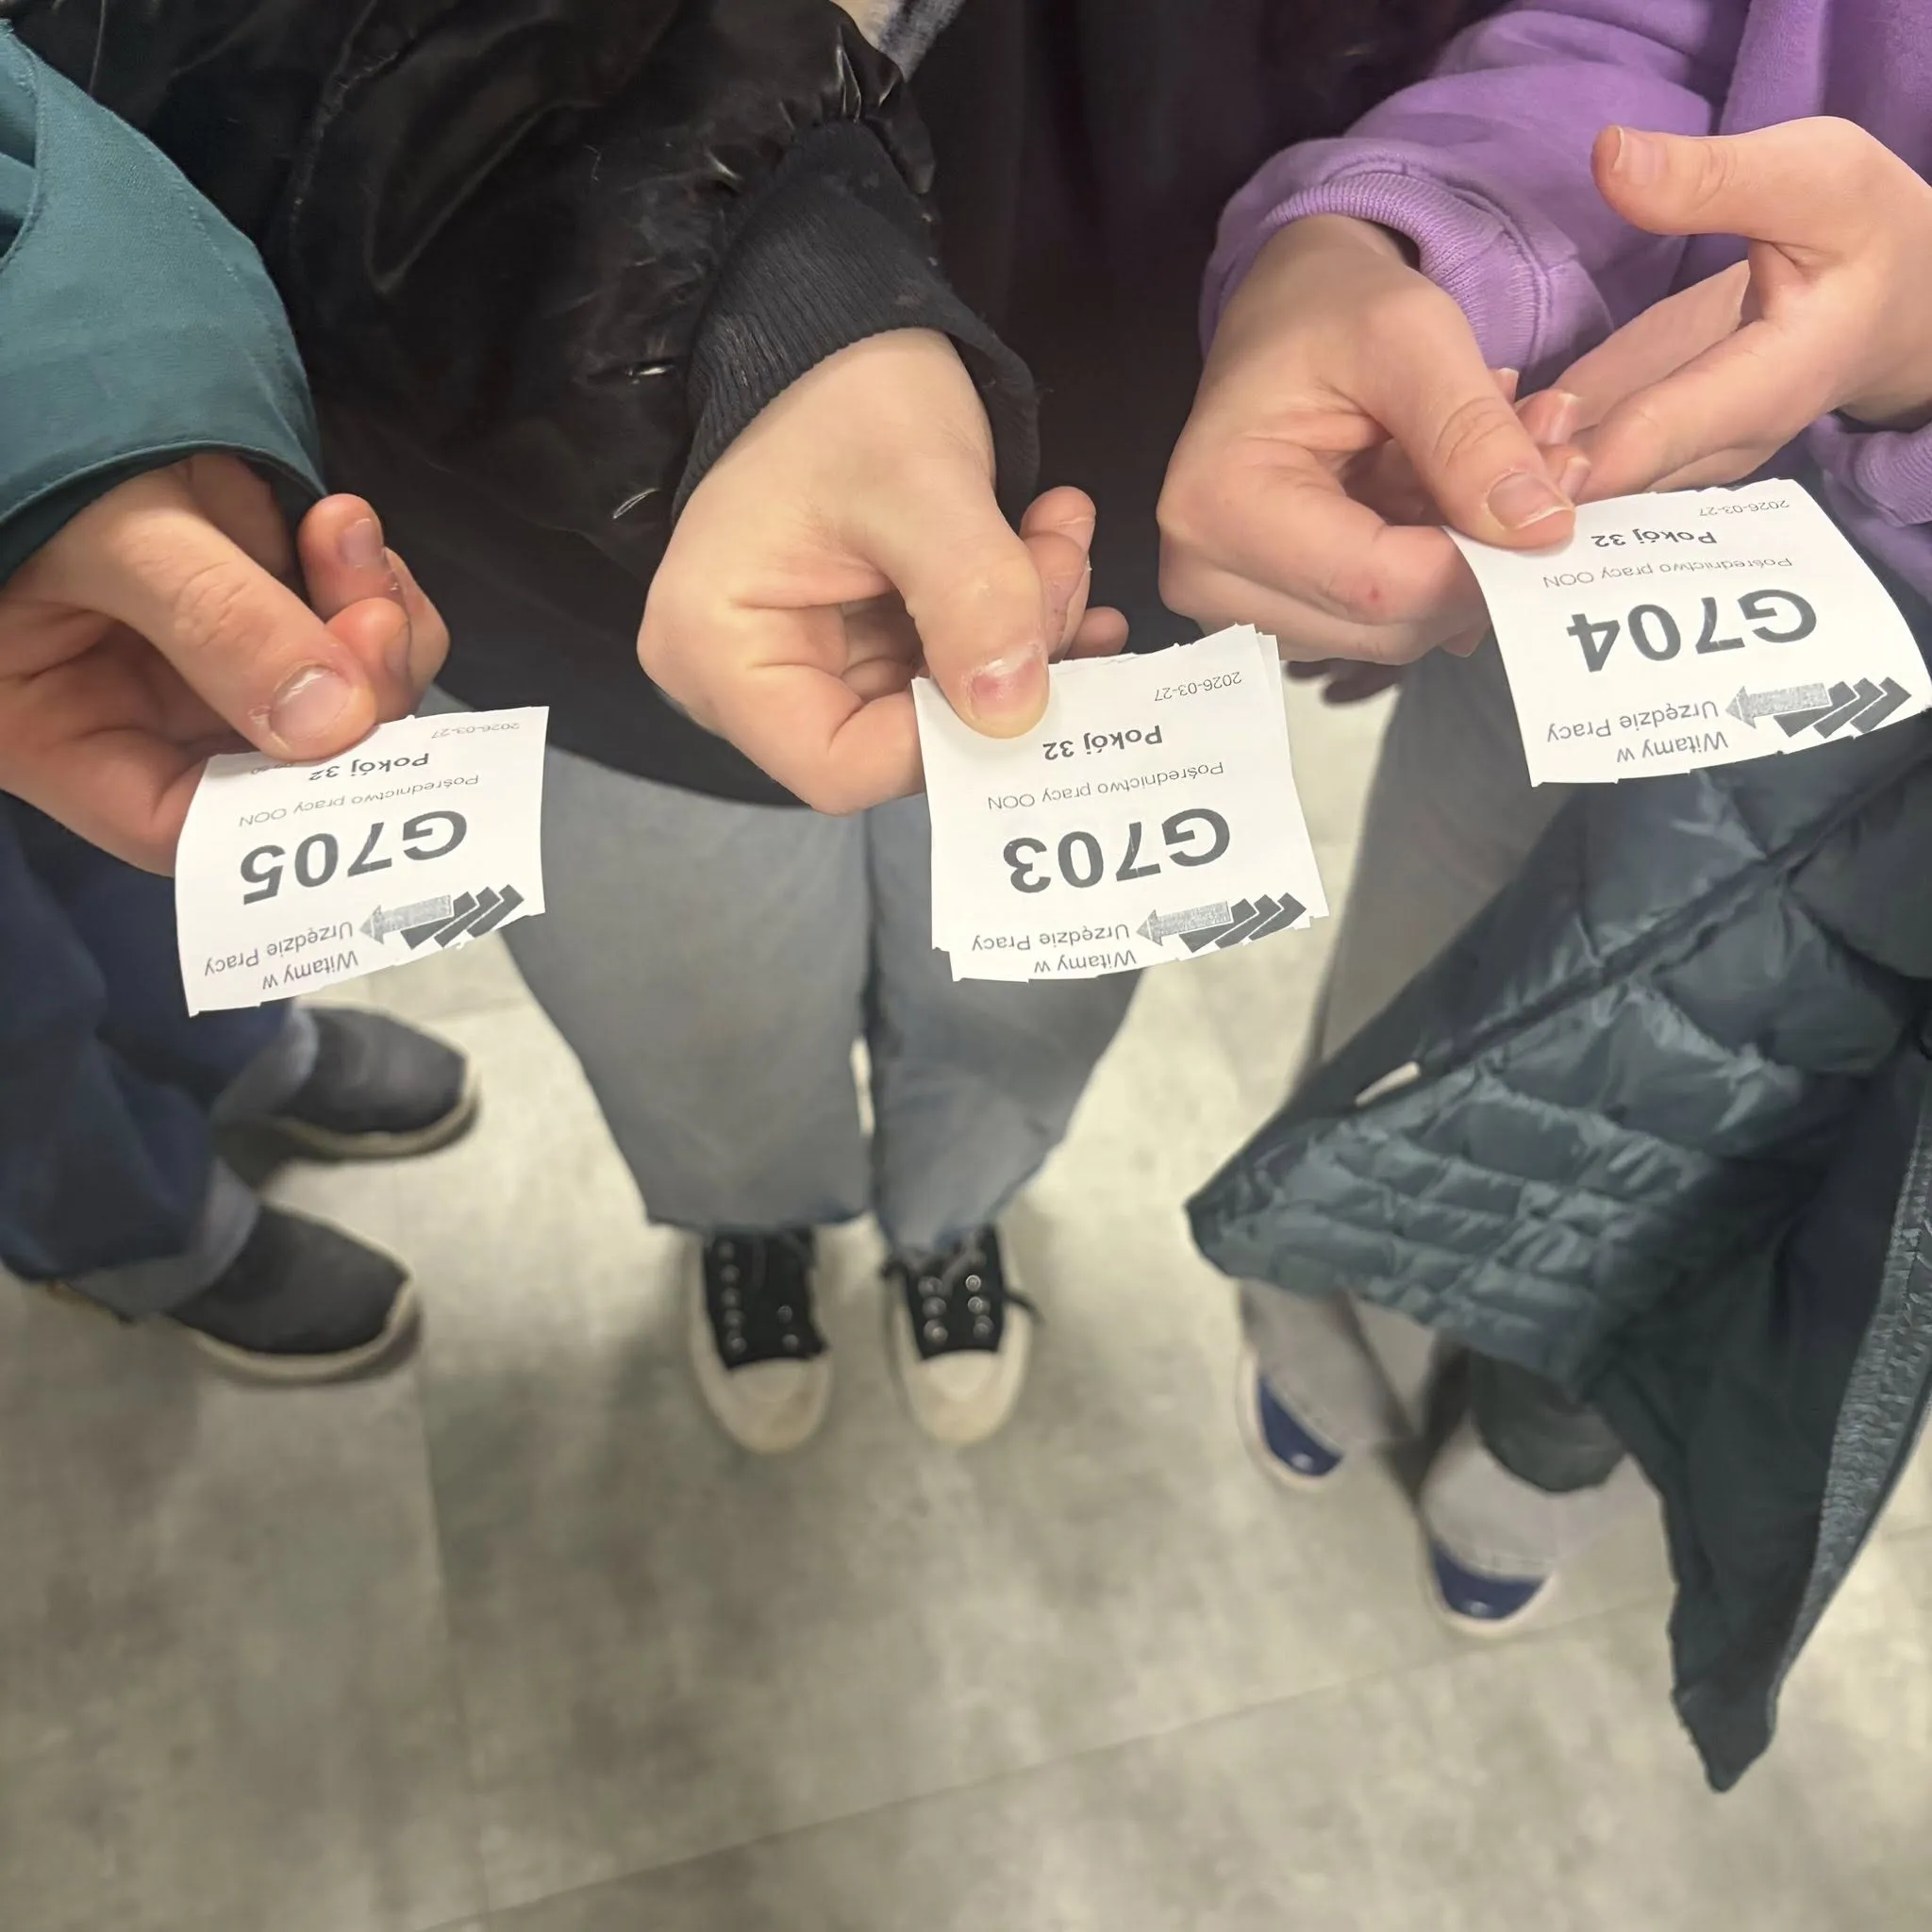 Witamy w
Urzędzie Pracy
G705
Pośrednictwo pracy OON
Pokój 32
2026-03-27
Witamy w
Urzędzie Pracy
G703
Pośrednictwo pracy OON
Pokój 32
2026-03-27
Witamy w
Urzędzie Pracy
G704
Pośrednictwo pracy OON
Pokój 32
2026-03-27